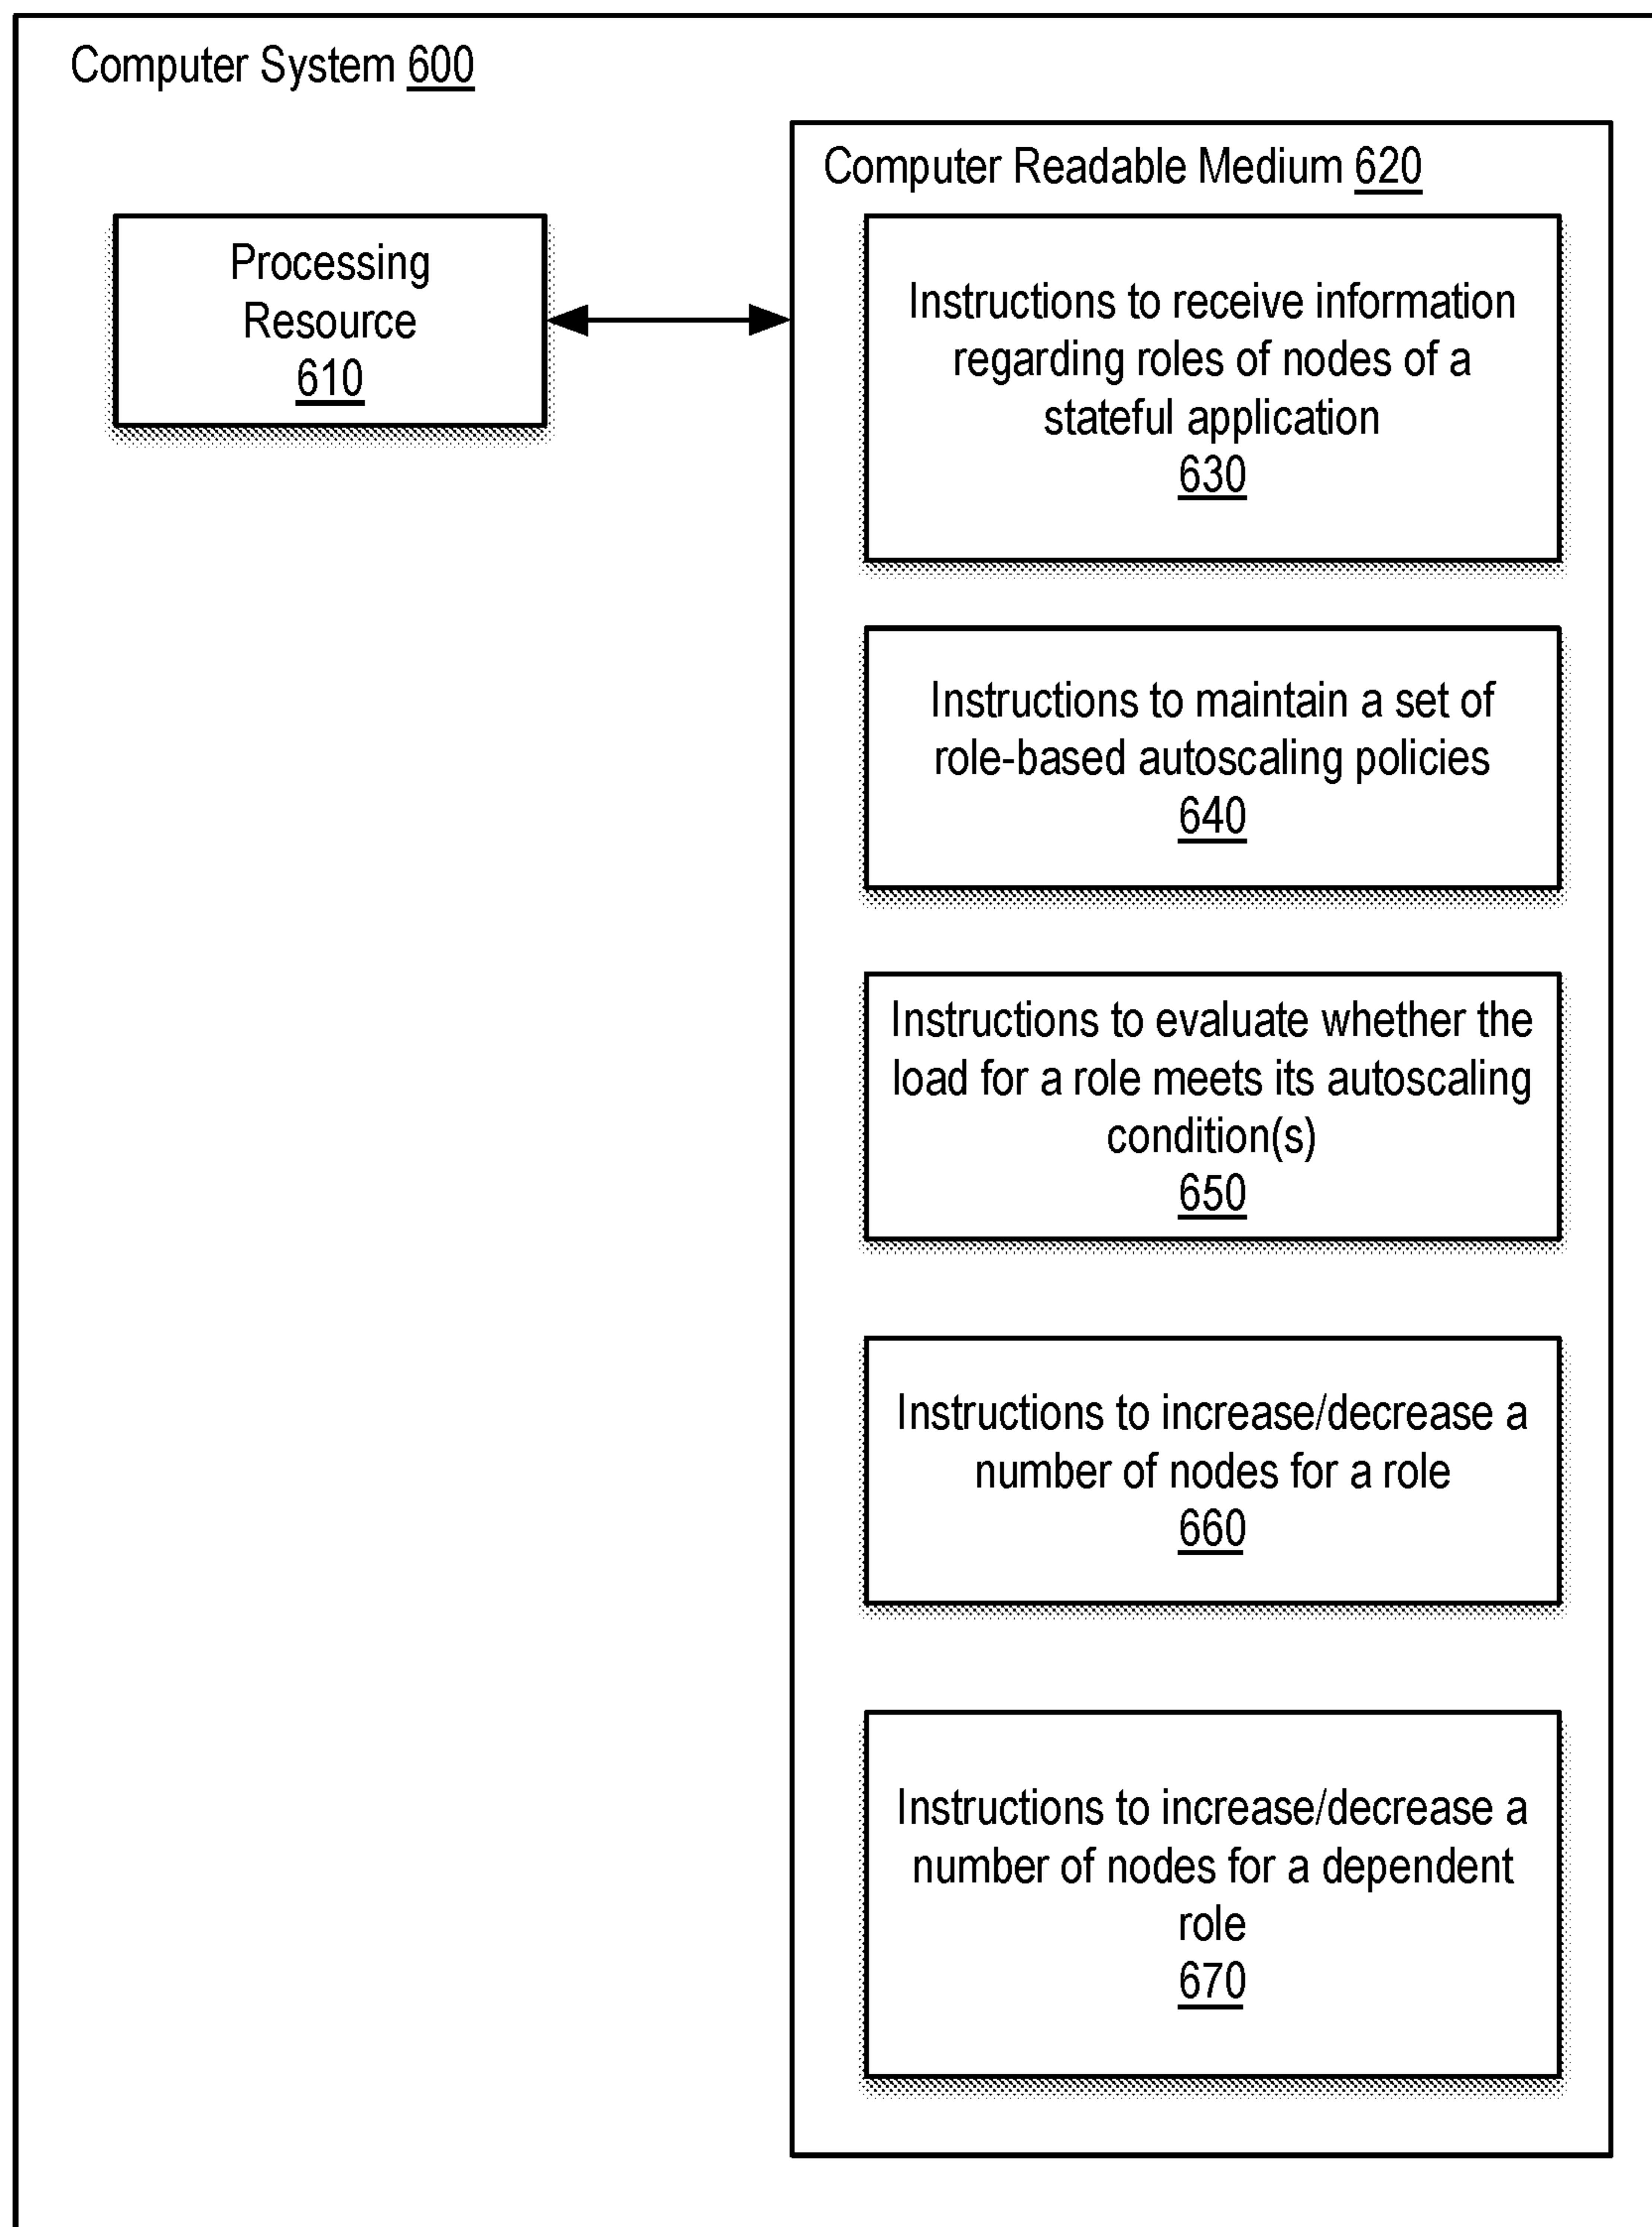 Computer System 600
Computer Readable Medium 620
Processing
Resource
610
Instructions to receive information
regarding roles of nodes of a
stateful application
630
Instructions to maintain a set of
role-based autoscaling policies
640
Instructions to evaluate whether the
load for a role meets its autoscaling
condition(s)
650
Instructions to increase/decrease a
number of nodes for a role
660
Instructions to increase/decrease a
number of nodes for a dependent
role
670